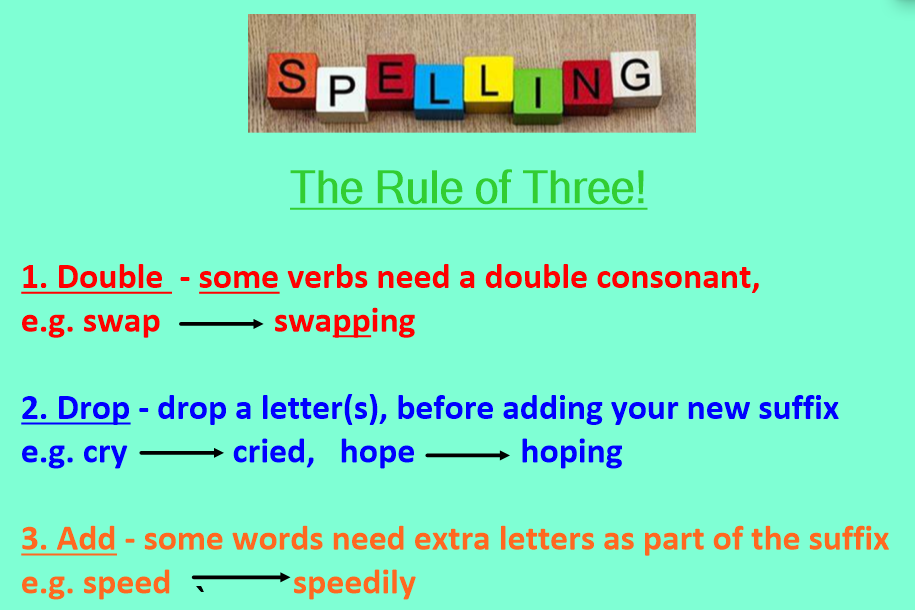 SPELLING
The Rule of Three!
1. Double - some verbs need a double consonant,
e.g. swap ⟶ swapping
2. Drop - drop a letter(s), before adding your new suffix
e.g. cry ⟶ cried, hope ⟶ hoping
3. Add - some words need extra letters as part of the suffix
e.g. speed ` ⟶ speedily